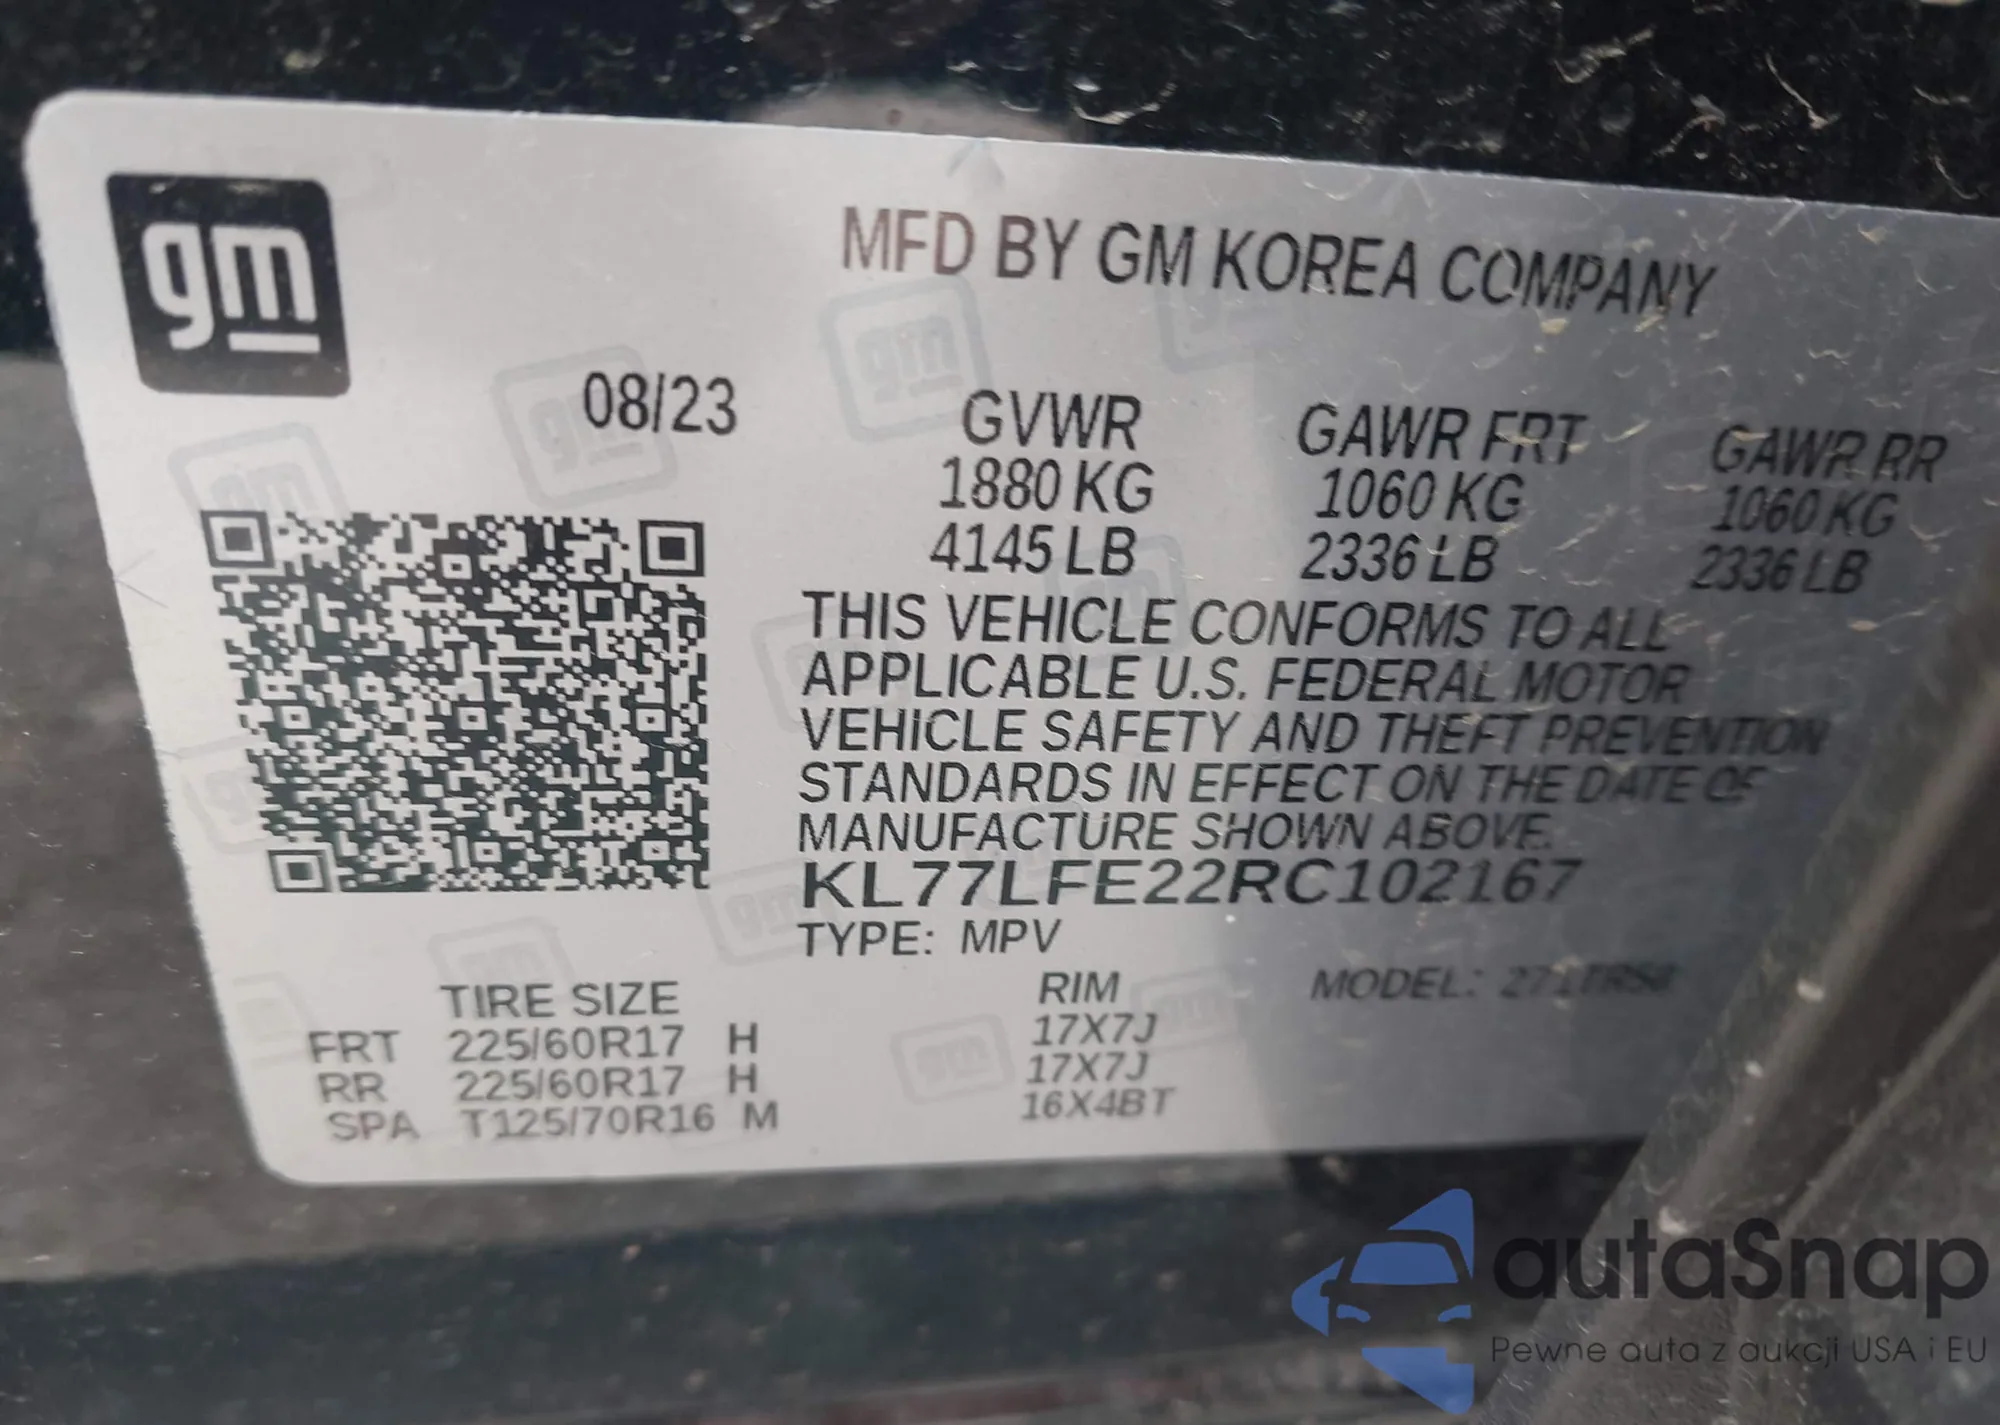 gm
MFD BY GM KOREA COMPANY
08/23
GVWR GAWR FRT GAWR RR
1880 KG 1060 KG 1060 KG
4145 LB 2336 LB 2336 LB
THIS VEHICLE CONFORMS TO ALL
APPLICABLE U.S. FEDERAL MOTOR
VEHICLE SAFETY AND THEFT PREVENTION
STANDARDS IN EFFECT ON THE DATE OF
MANUFACTURE SHOWN ABOVE.
KL77LFE22RC102167
TYPE: MPV
TIRE SIZE RIM MODEL:
FRT 225/60R17 H 17X7J
RR 225/60R17 H 17X7J
SPA T125/70R16 M 16X4BT
autaSnap
Pewne auta z aukcji USA i EU